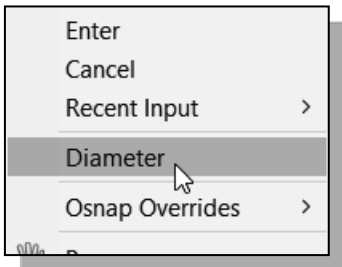 Enter
Cancel
Recent Input
Diameter
Osnap Overrides